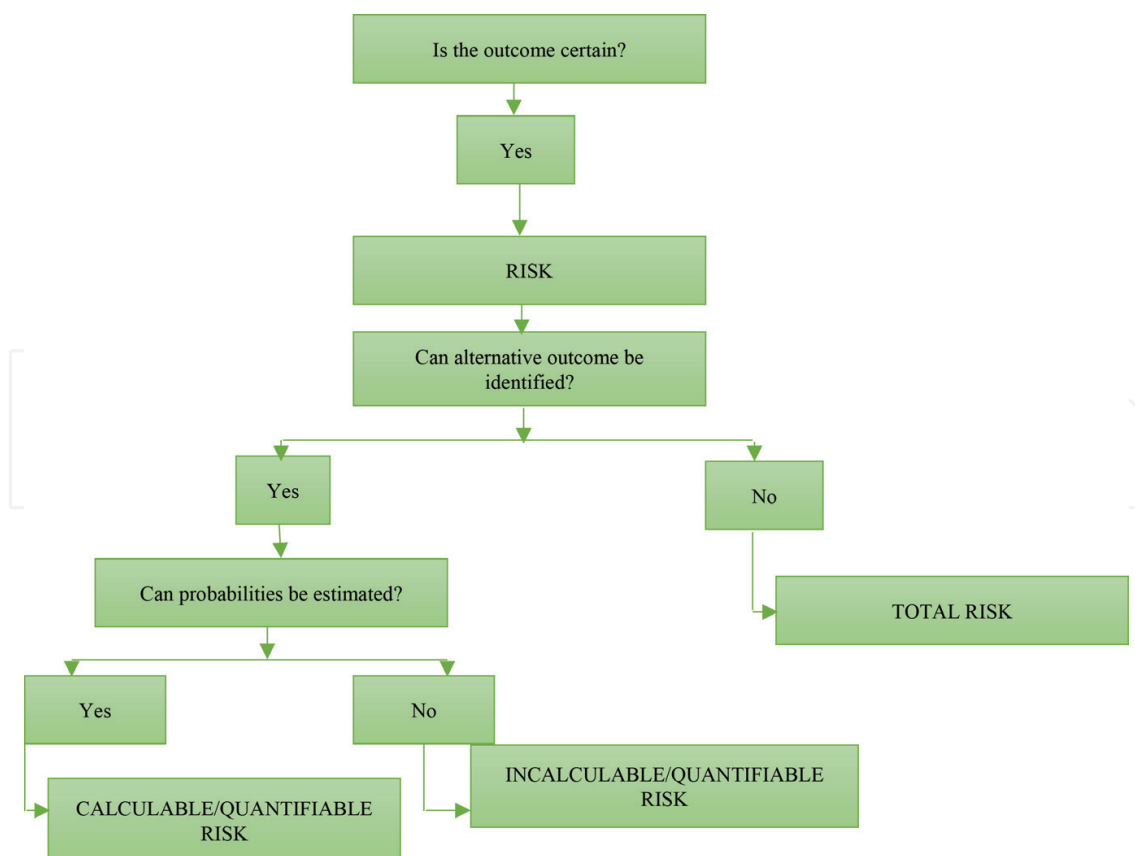 Is the outcome certain?
Yes
RISK
Can alternative outcome be
identified?
Yes
No
Can probabilities be estimated?
TOTAL RISK
Yes
No
INCALCULABLE/QUANTIFIABLE
RISK
CALCULABLE/QUANTIFIABLE
RISK